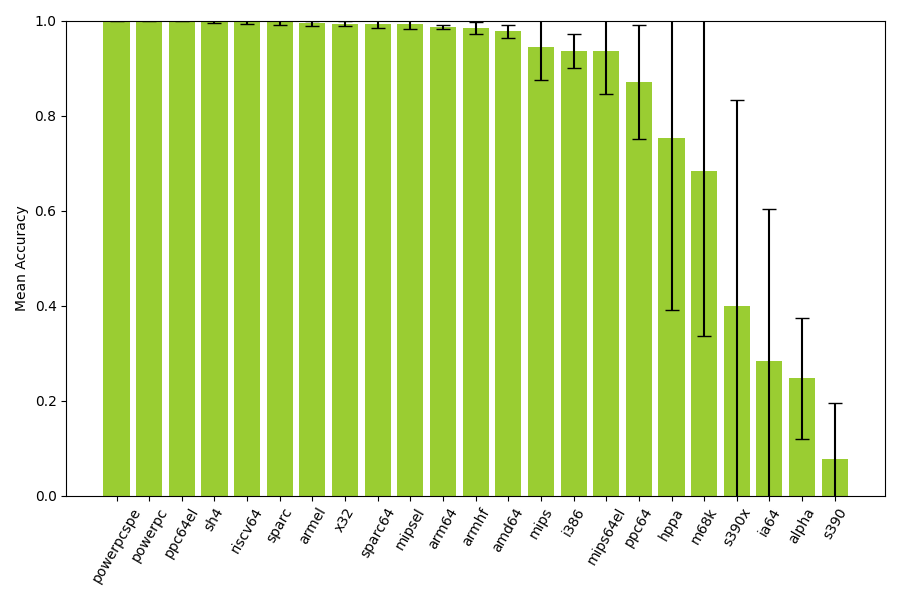 1.0
0.8
0.6
0.4
0.2
0.0
Mean Accuracy
powerpcspe
powerpc
ppc64el
sh4
riscv64
sparc
armel
x32
sparc64
mipsel
arm64
armhf
amd64
mips
i386
mips64el
ppc64
hppa
m68k
s390x
ia64
alpha
s390